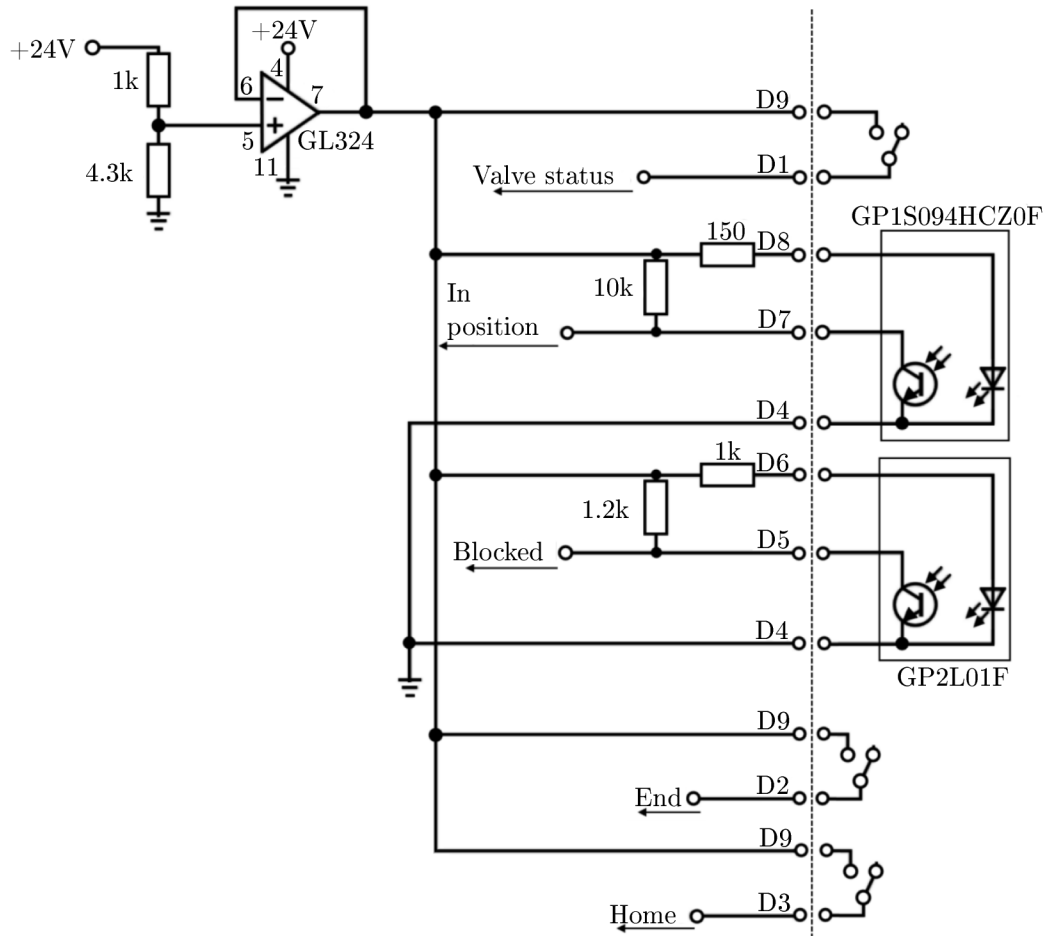 +24V
+24V
1k
4
6
7
5
GL324
11
4.3k
D9
Valve status
D1
GP1S094HCZ0F
150
D8
10k
In
position
D7
D4
1k
D6
1.2k
Blocked
D5
D4
GP2L01F
D9
End
D2
D9
Home
D3